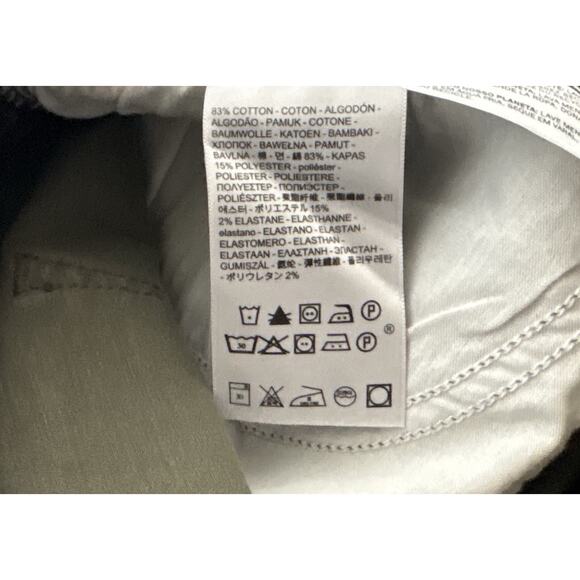 83% COTTON - COTON - ALGODÓN -
ALGODÃO - PAMUK - COTONE -
BAUMWOLLE - KATOEN - BAMBAKI -
ХЛОПОК - BAWEŁNA - PAMUT -
BAVLNA - 棉 - 면 - 綿 83% - KAPAS
15% POLYESTER - poliéster -
POLIESTER - POLIESTERE -
ПОЛИЭСТЕР -
POLIÉSZTER - 聚酯纤维 - 聚酯纖維 - 폴리
에스터 - ポリエステル 15%
2% ELASTANE - ELASTHANNE -
elastano - ELASTANO - ELASTAN -
ELASTOMERO - ELASTHAN -
ELASTAAN - ЭЛАСТАН -
GUMISZÁL - 氨纶 - 彈性纖維 - 폴리우레탄
- ポリウレタン 2%
P
30 P ®
30